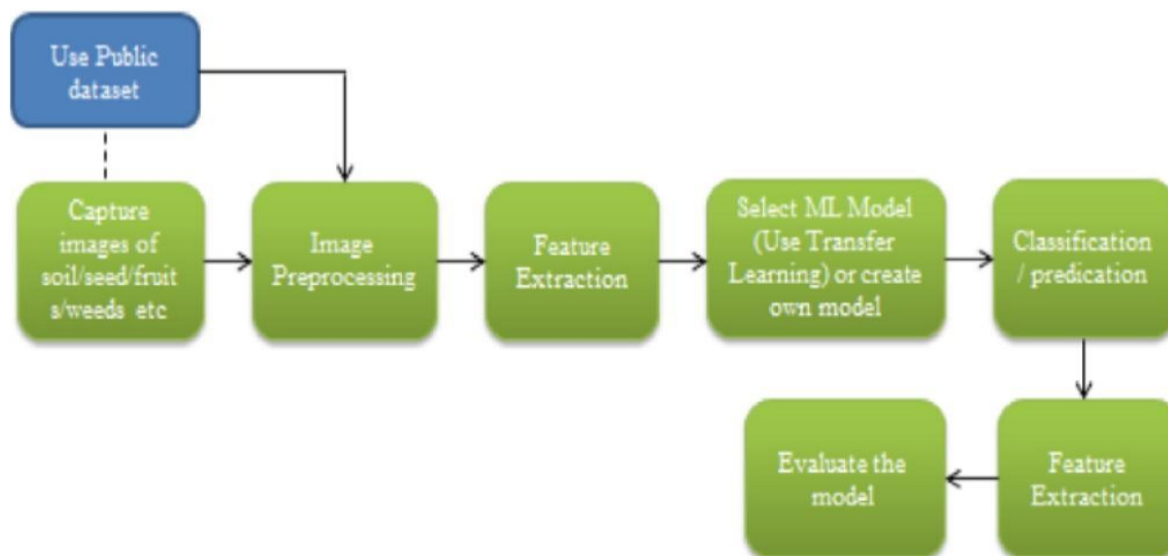 Use Public
dataset
Capture
images of
soil/seed/fruit
s/weeds etc
Image
Preprocessing
Feature
Extraction
Select ML Model
(Use Transfer
Learning) or create
own model
Classification
/ predication
Evaluate the
model
Feature
Extraction